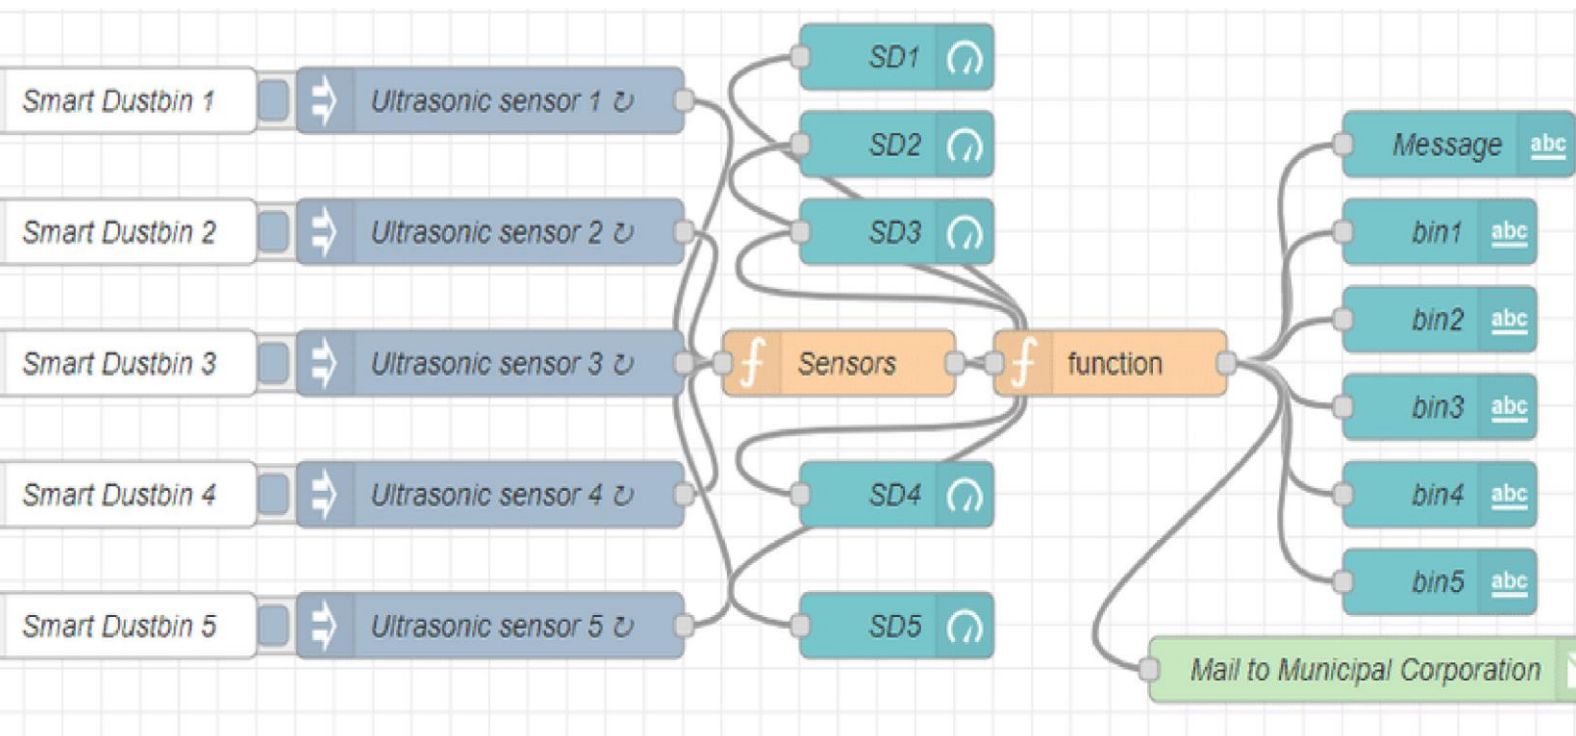 Smart Dustbin 1
Ultrasonic sensor 1 ↻
Smart Dustbin 2
Ultrasonic sensor 2 ↻
Smart Dustbin 3
Ultrasonic sensor 3 ↻
Smart Dustbin 4
Ultrasonic sensor 4 ↻
Smart Dustbin 5
Ultrasonic sensor 5 ↻
SD1
SD2
SD3
Sensors
function
SD4
SD5
Message abc
bin1 abc
bin2 abc
bin3 abc
bin4 abc
bin5 abc
Mail to Municipal Corporation